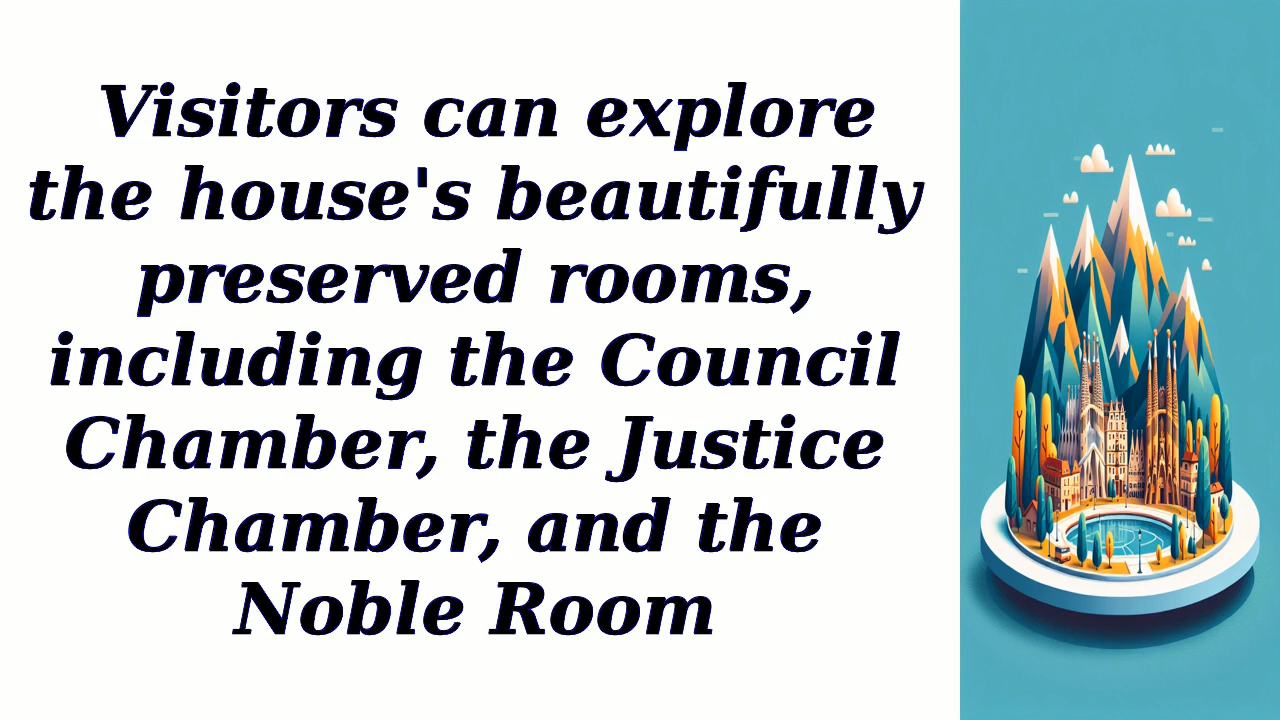 Visitors can explore
the house's beautifully
preserved rooms,
including the Council
Chamber, the Justice
Chamber, and the
Noble Room